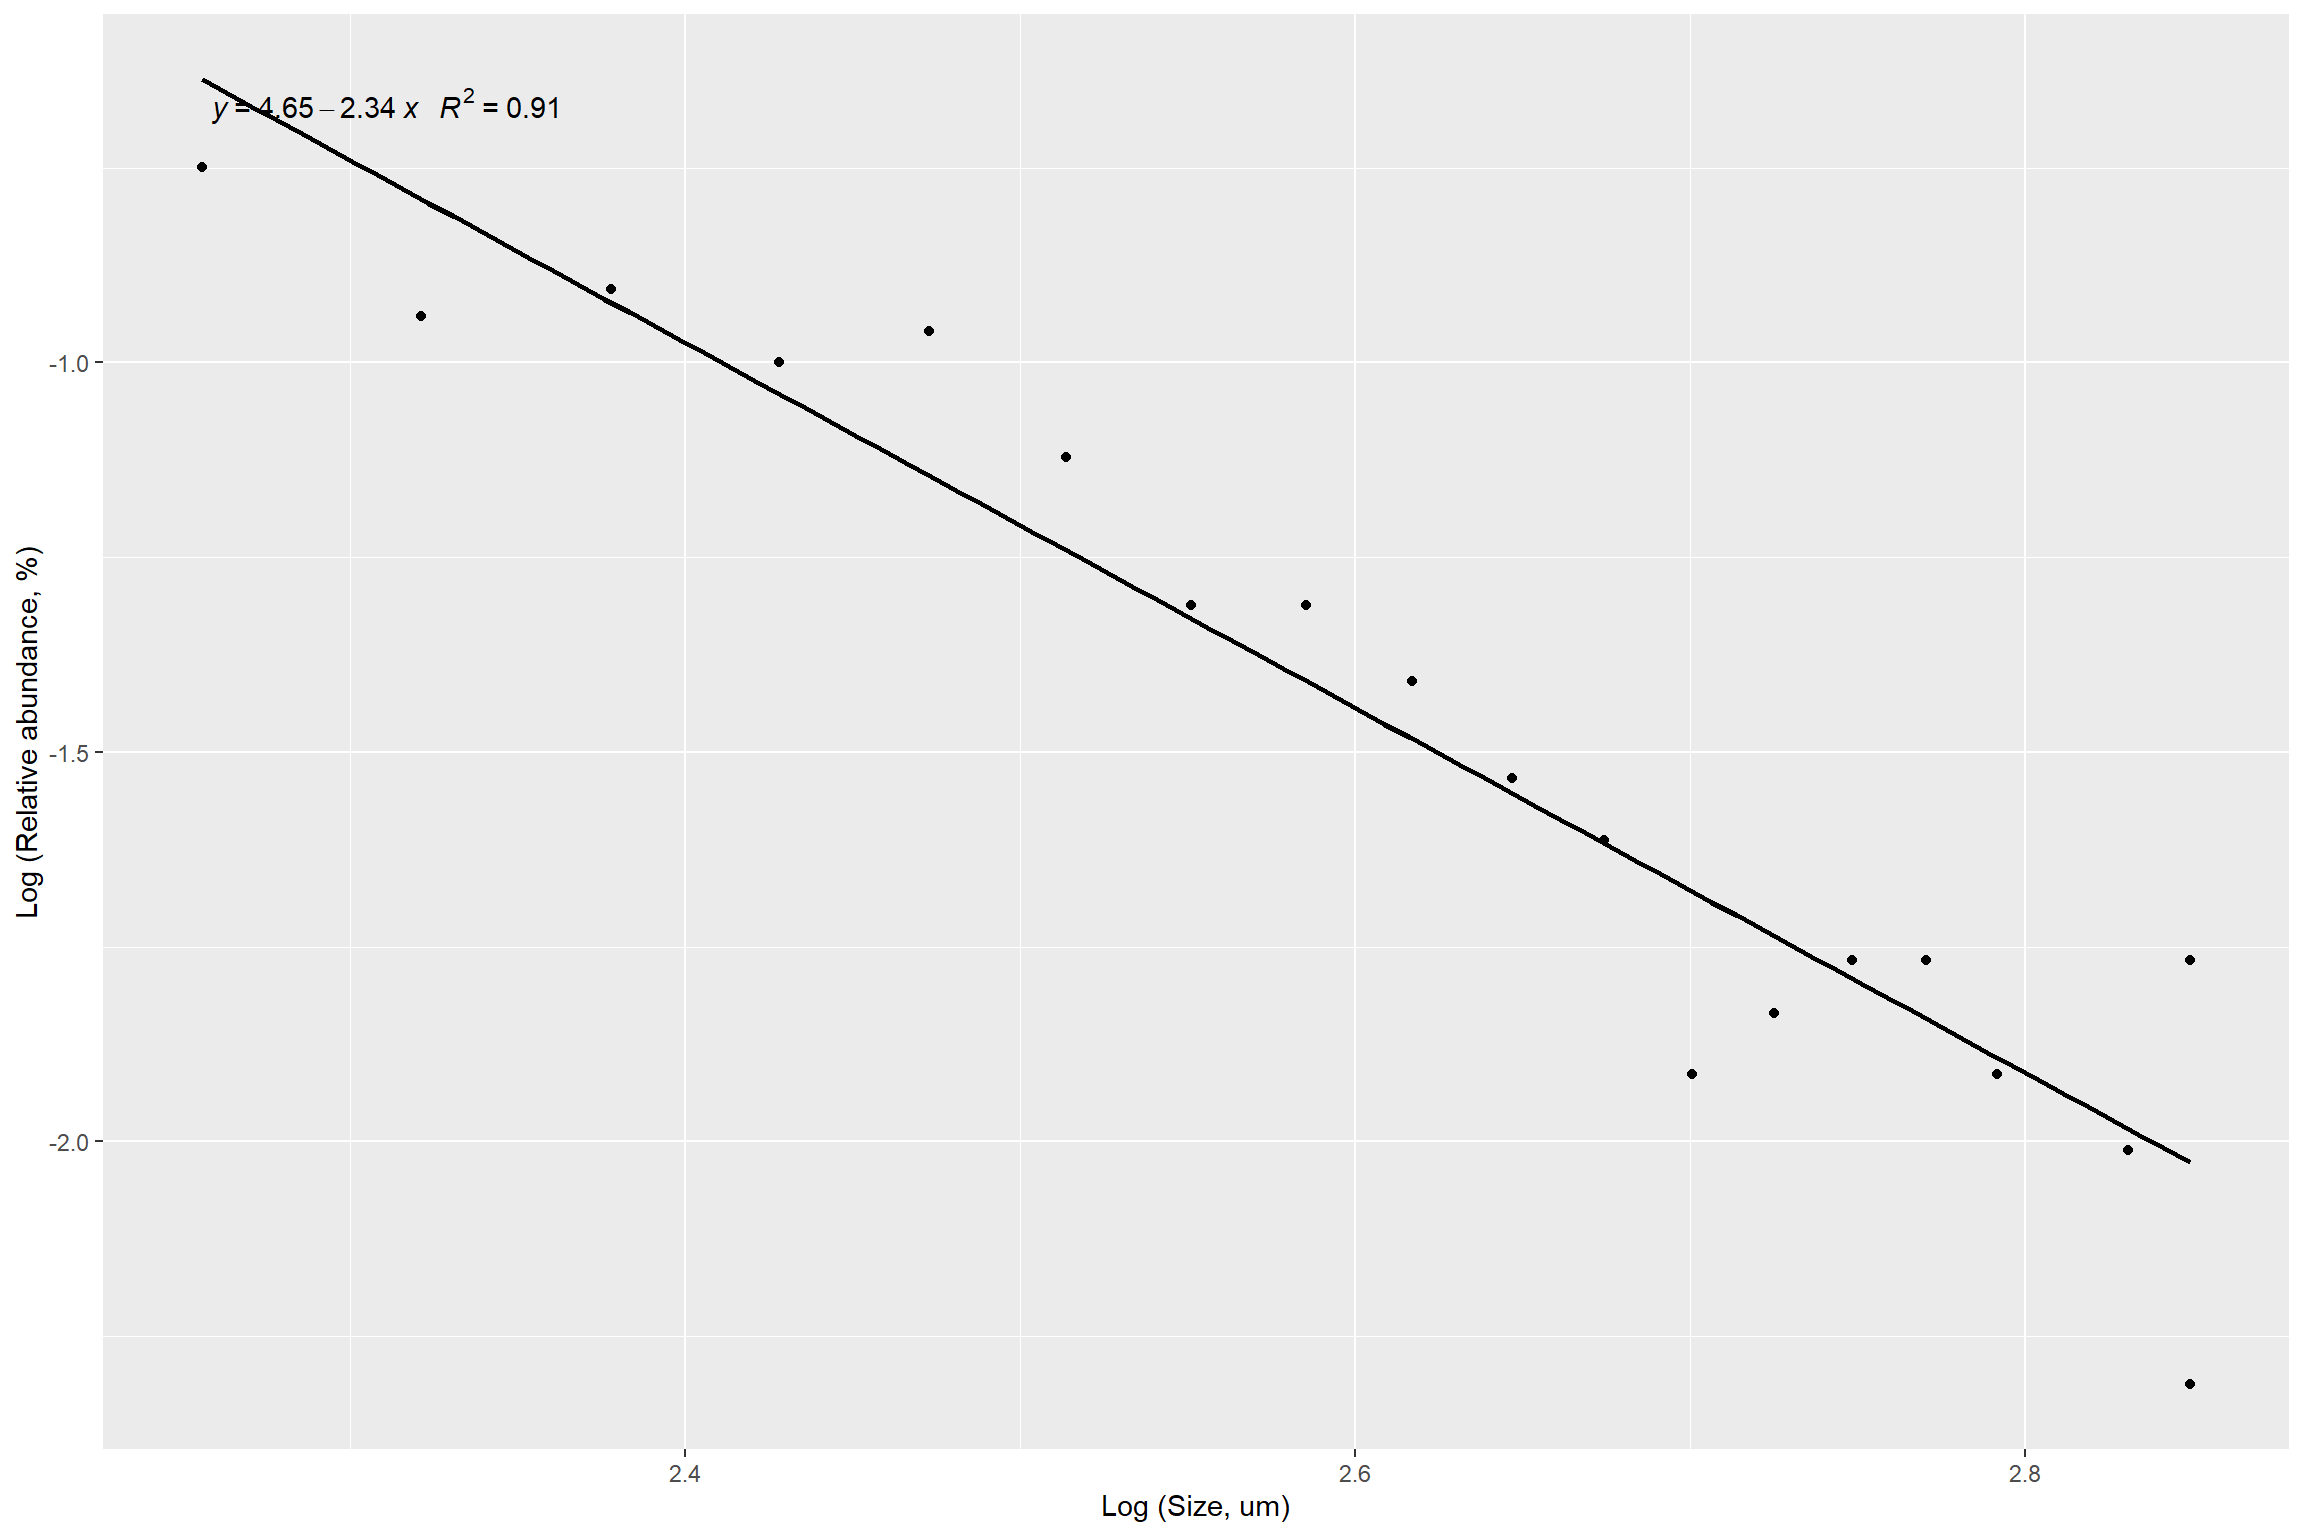 y = 4.65 − 2.34 x R² = 0.91
-1.0
-1.5
-2.0
Log (Relative abundance, %)
2.4 2.6 2.8
Log (Size, um)